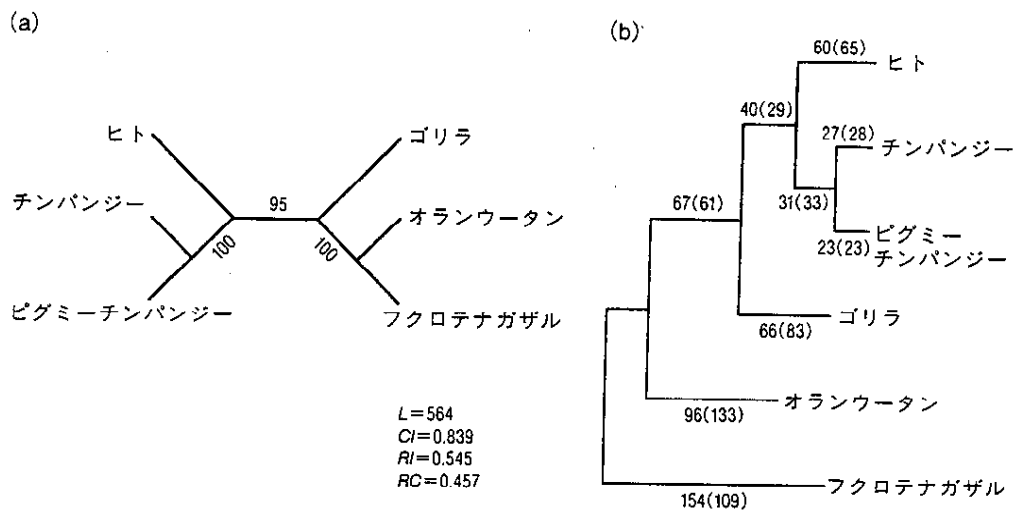 (a)
ヒト
チンパンジー
ピグミーチンパンジー
95
100
100
ゴリラ
オランウータン
フクロテナガザル
L=564
CI=0.839
RI=0.545
RC=0.457
(b)
60(65)
ヒト
40(29)
27(28)
チンパンジー
67(61)
31(33)
23(23)
ピグミー
チンパンジー
66(83)
ゴリラ
96(133)
オランウータン
154(109)
フクロテナガザル